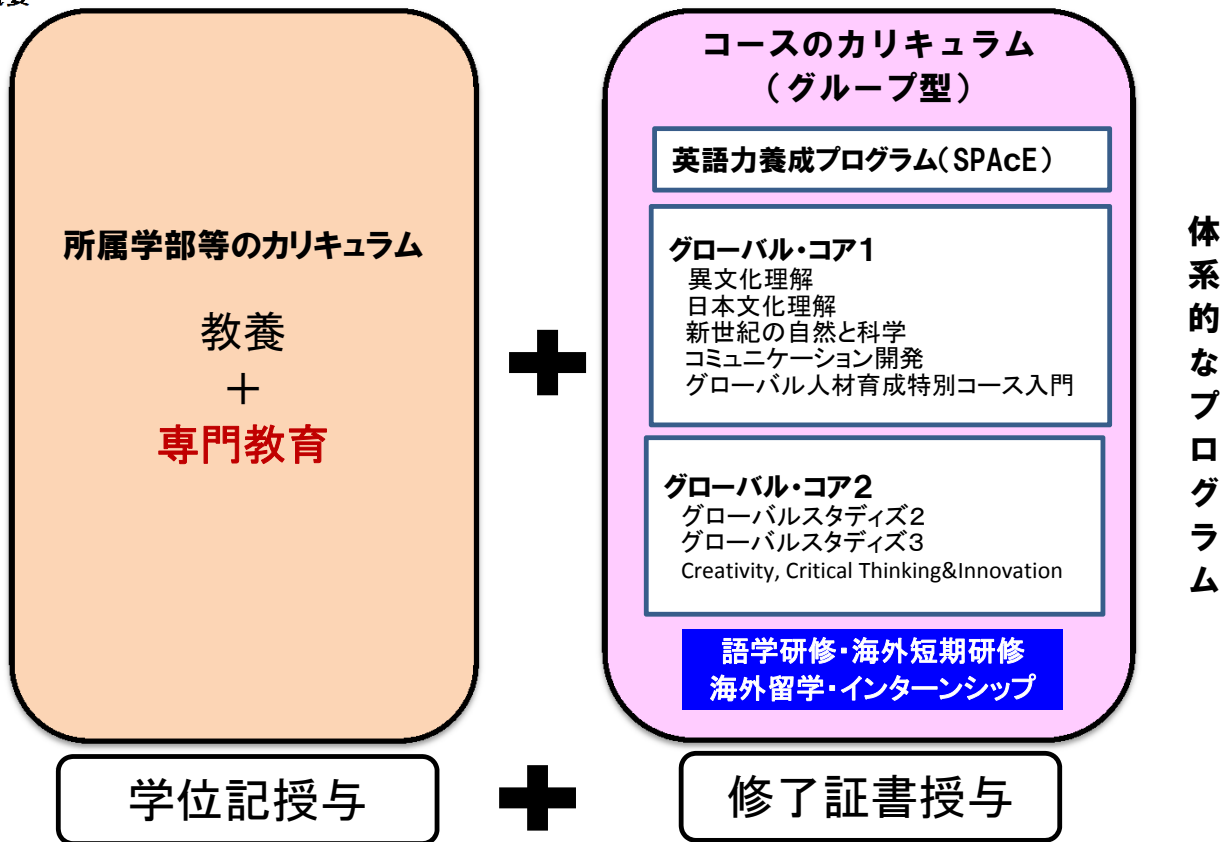 所属学部等のカリキュラム
教養
＋
専門教育
学位記授与
コースのカリキュラム
（グループ型）
英語力養成プログラム（SPAcE）
グローバル・コア１
異文化理解
日本文化理解
新世紀の自然と科学
コミュニケーション開発
グローバル人材育成特別コース入門
グローバル・コア２
グローバルスタディズ２
グローバルスタディズ３
Creativity, Critical Thinking&Innovation
語学研修・海外短期研修
海外留学・インターンシップ
修了証書授与
体系的なプログラム